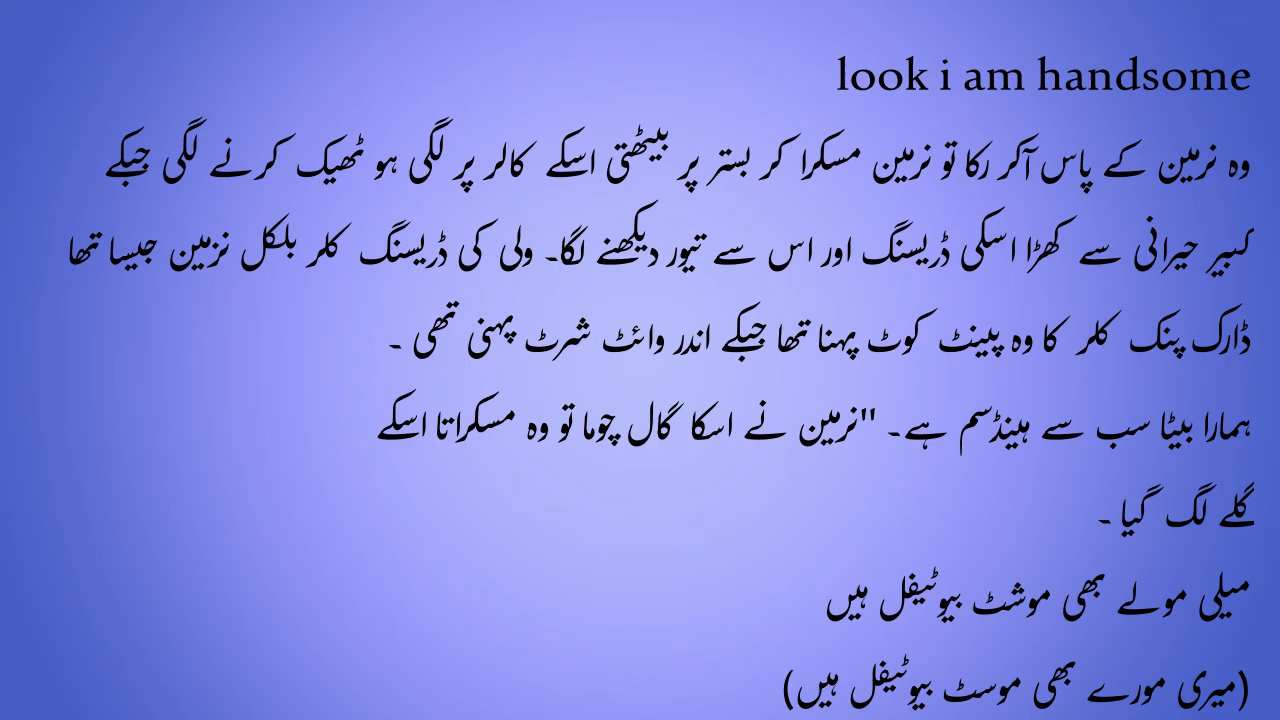 look i am handsome
وہ نرمین کے پاس آکر رکا تو نرمین مسکرا کر بستر پر بیٹھتی اسکے کالر پر لگی ہو ٹھیک کرنے لگی جبکے
کبیر حیرانی سے کھڑا اسکی ڈریسنگ اور اس سے تیور دیکھنے لگا۔ ولی کی ڈریسنگ کلر بلکل نزمین جیسا تھا
ڈارک پنک کلر کا وہ پینٹ کوٹ پہنا تھا جبکے اندر وائٹ شرٹ پہنی تھی ۔
ہمارا بیٹا سب سے ہینڈسم ہے۔ "نرمین نے اسکا گال چوما تو وہ مسکراتا اسکے
گلے لگ گیا ۔
میلی مولے بھی موشٹ بیوٹیفل ہیں
(میری مورے بھی موسٹ بیوٹیفل ہیں)